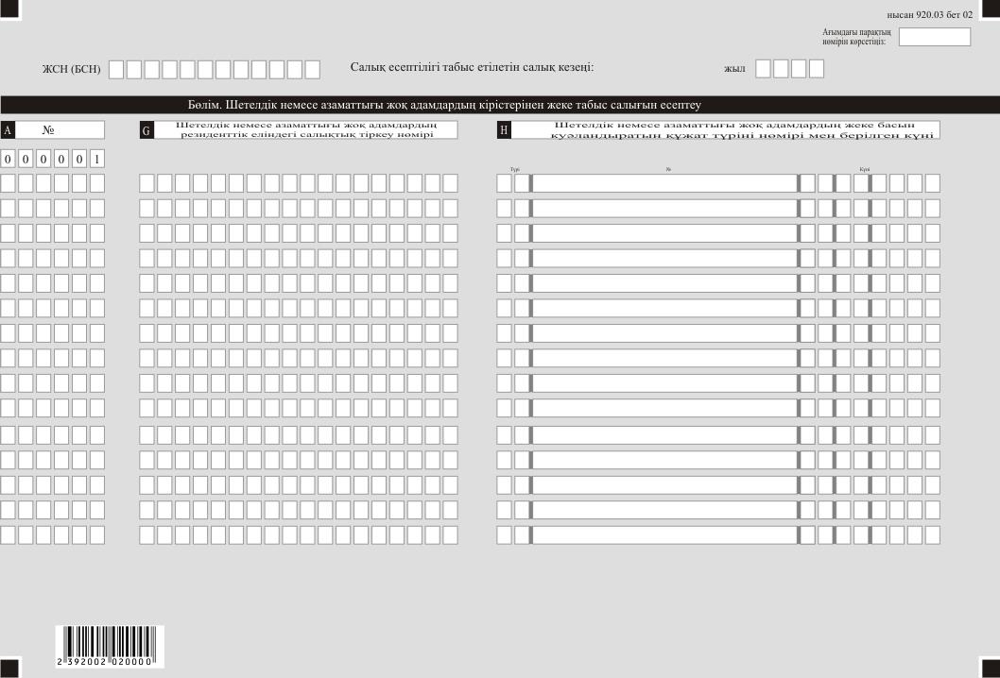 нысан 920.03 бет 02
Ағымдағы парақтың
нөмірін көрсетіңіз:
ЖСН (БСН)
Салық есептілігі табыс етілетін салық кезеңі:
жыл
Бөлім. Шетелдік немесе азаматтығы жоқ адамдардың кірістерінен жеке табыс салығын есептеу
A №
G Шетелдік немесе азаматтығы жоқ адамдардың
резиденттік еліндегі салықтық тіркеу нөмірі
H Шетелдік немесе азаматтығы жоқ адамдардың жеке басын
куәландыратын құжат түріні нөмірі мен берілген күні
0 0 0 0 0 1
Түрі № Күні
2 392002 020000